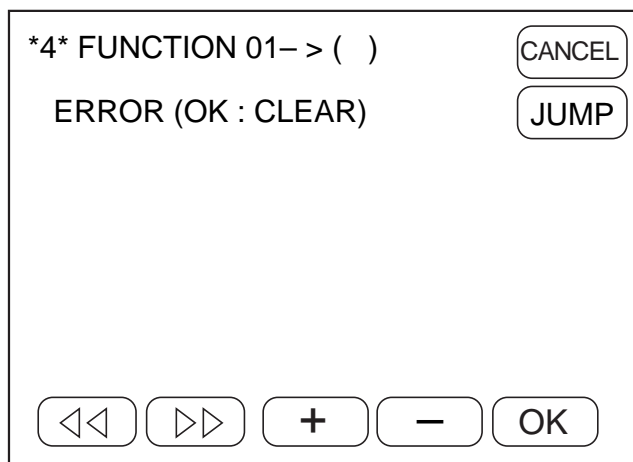 *4* FUNCTION 01– > (   )
CANCEL
ERROR (OK : CLEAR)
JUMP
+
–
OK